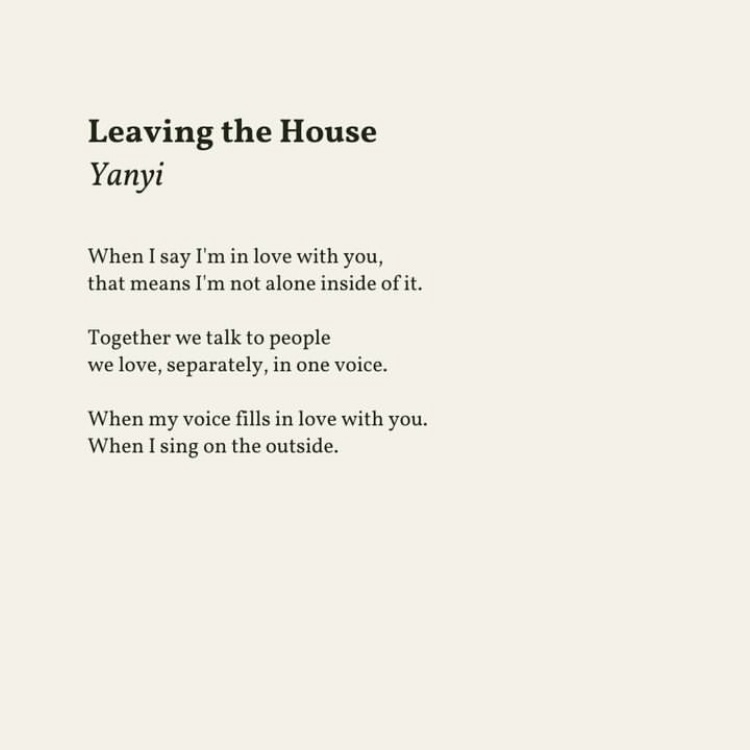 Leaving the House
Yanyi
When I say I'm in love with you,
that means I'm not alone inside of it.
Together we talk to people
we love, separately, in one voice.
When my voice fills in love with you.
When I sing on the outside.